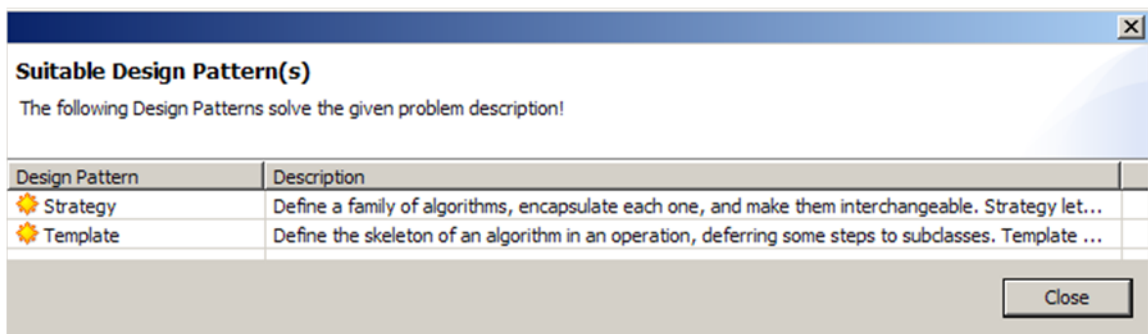 Suitable Design Pattern(s)
The following Design Patterns solve the given problem description!
Design Pattern Description
Strategy Define a family of algorithms, encapsulate each one, and make them interchangeable. Strategy let...
Template Define the skeleton of an algorithm in an operation, deferring some steps to subclasses. Template ...
Close